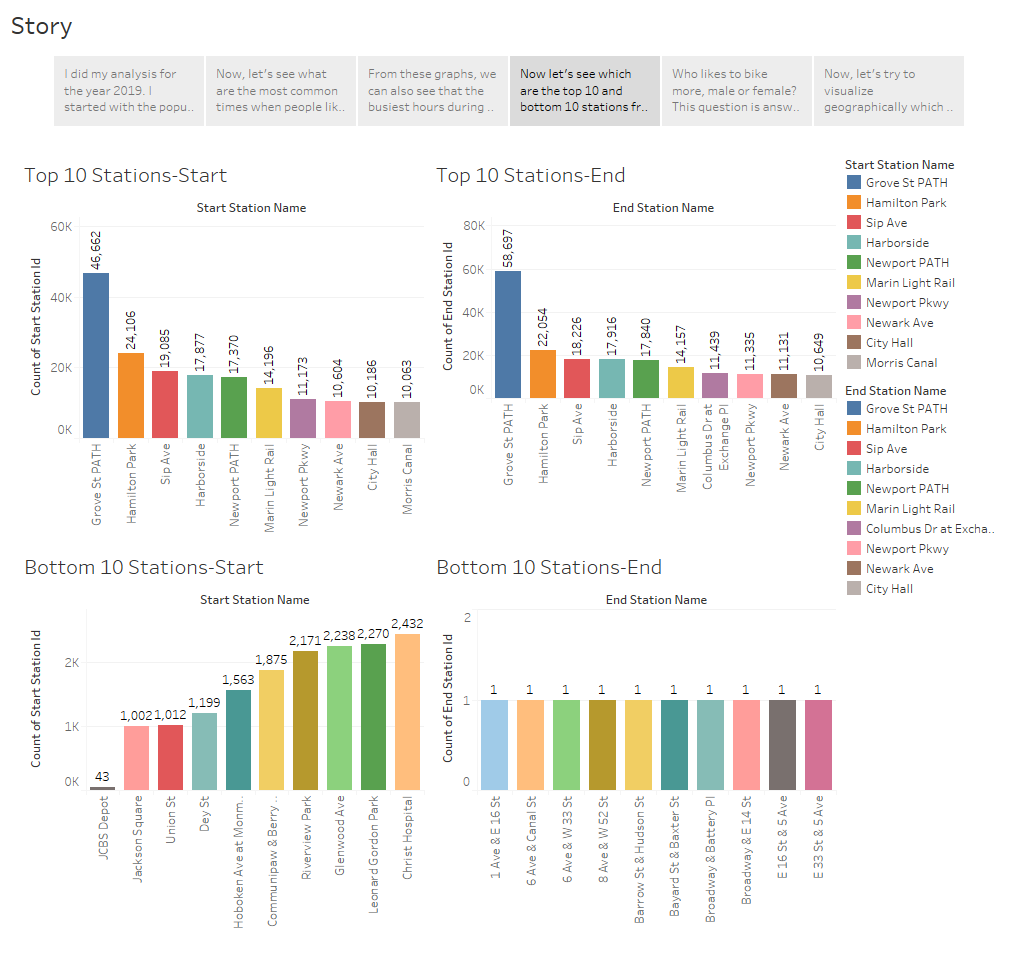 Story
I did my analysis for
the year 2019. I
started with the popu..
Now, let's see what
are the most common
times when people lik..
From these graphs, we
can also see that the
busiest hours during ..
Now let's see which
are the top 10 and
bottom 10 stations fr..
Who likes to bike
more, male or female?
This question is answ..
Now, let's try to
visualize
geographically which ..
Top 10 Stations-Start
Start Station Name
Count of Start Station Id
60K
40K
20K
0K
46,662
24,106
19,085
17,877
17,370
14,196
11,173
10,604
10,186
10,063
Grove St PATH
Hamilton Park
Sip Ave
Harborside
Newport PATH
Marin Light Rail
Newport Pkwy
Newark Ave
City Hall
Morris Canal
Top 10 Stations-End
End Station Name
Count of End Station Id
80K
60K
40K
20K
0K
58,697
22,054
18,226
17,916
17,840
14,157
11,439
11,335
11,131
10,649
Grove St PATH
Hamilton Park
Sip Ave
Harborside
Newport PATH
Marin Light Rail
Columbus Dr at
Exchange Pl
Newport Pkwy
Newark Ave
City Hall
Start Station Name
Grove St PATH
Hamilton Park
Sip Ave
Harborside
Newport PATH
Marin Light Rail
Newport Pkwy
Newark Ave
City Hall
Morris Canal
End Station Name
Grove St PATH
Hamilton Park
Sip Ave
Harborside
Newport PATH
Marin Light Rail
Columbus Dr at Excha..
Newport Pkwy
Newark Ave
City Hall
Bottom 10 Stations-Start
Start Station Name
Count of Start Station Id
2K
1K
0K
43
1,002
1,012
1,199
1,563
1,875
2,171
2,238
2,270
2,432
JCBS Depot
Jackson Square
Union St
Dey St
Hoboken Ave at Monm..
Communipaw & Berry ..
Riverview Park
Glenwood Ave
Leonard Gordon Park
Christ Hospital
Bottom 10 Stations-End
End Station Name
Count of End Station Id
2
1
0
1
1
1
1
1
1
1
1
1
1
1 Ave & E 16 St
6 Ave & Canal St
6 Ave & W 33 St
8 Ave & W 52 St
Barrow St & Hudson St
Bayard St & Baxter St
Broadway & Battery Pl
Broadway & E 14 St
E 16 St & 5 Ave
E 33 St & 5 Ave